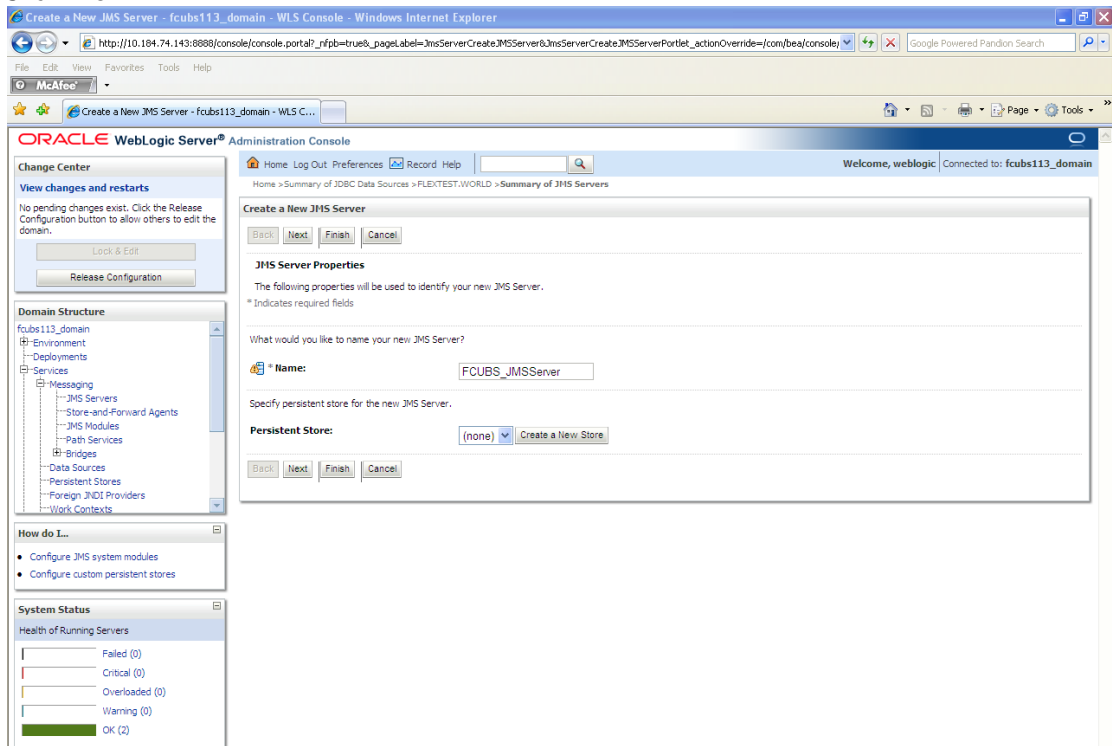 Create a New JMS Server - fcubs113_domain - WLS Console - Windows Internet Explorer
http://10.184.74.143:8888/console/console.portal?_nfpb=true&_pageLabel=JmsServerCreateJMSServer&JmsServerCreateJMSServerPortlet_actionOverride=/com/bea/console/
Google Powered Pandion Search
File Edit View Favorites Tools Help
McAfee
Create a New JMS Server - fcubs113_domain - WLS C...
Page Tools »
ORACLE WebLogic Server® Administration Console
Change Center
View changes and restarts
No pending changes exist. Click the Release
Configuration button to allow others to edit the
domain.
Lock & Edit
Release Configuration
Domain Structure
fcubs113_domain
Environment
Deployments
Services
Messaging
JMS Servers
Store-and-Forward Agents
JMS Modules
Path Services
Bridges
Data Sources
Persistent Stores
Foreign JNDI Providers
Work Contexts
How do I...
Configure JMS system modules
Configure custom persistent stores
System Status
Health of Running Servers
Failed (0)
Critical (0)
Overloaded (0)
Warning (0)
OK (2)
Home Log Out Preferences Record Help
Welcome, weblogic Connected to: fcubs113_domain
Home >Summary of JDBC Data Sources >FLEXTEST.WORLD >Summary of JMS Servers
Create a New JMS Server
Back Next Finish Cancel
JMS Server Properties
The following properties will be used to identify your new JMS Server.
* Indicates required fields
What would you like to name your new JMS Server?
* Name: FCUBS_JMSServer
Specify persistent store for the new JMS Server.
Persistent Store: (none) Create a New Store
Back Next Finish Cancel